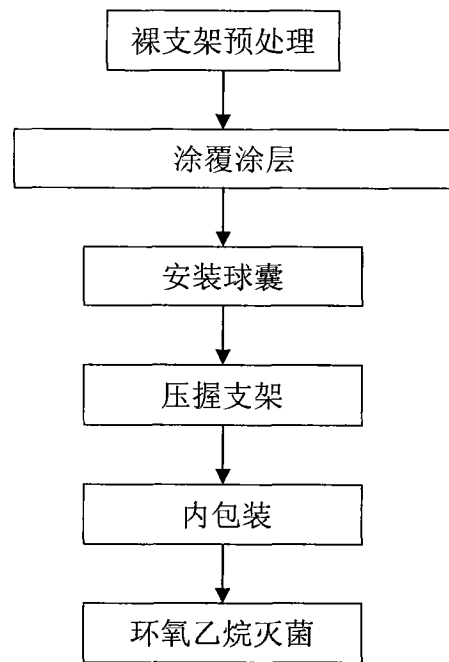 裸支架预处理
涂覆涂层
安装球囊
压握支架
内包装
环氧乙烷灭菌